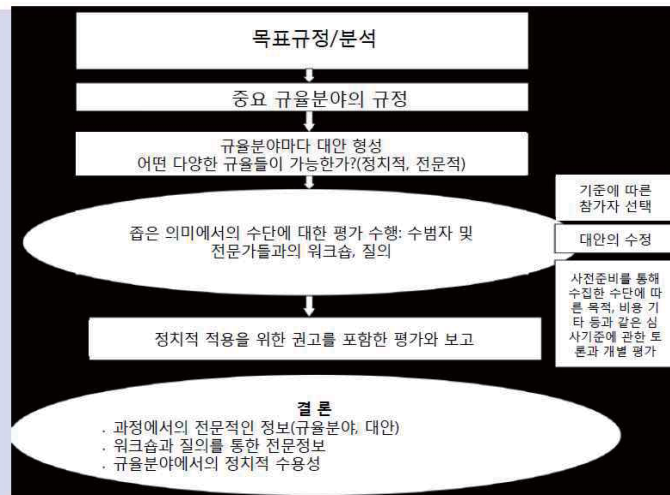 목표규정/분석
중요 규율분야의 규정
규율분야마다 대안 형성
어떤 다양한 규율들이 가능한가?(정치적, 전문적)
좁은 의미에서의 수단에 대한 평가 수행: 수범자 및
전문가들과의 워크숍, 질의
기준에 따른
참가자 선택
대안의 수정
사전준비를 통해
수집한 수단에 따
른 목적, 비용 기
타 등과 같은 심
사기준에 관한 토
론과 개별 평가
정치적 적용을 위한 권고를 포함한 평가와 보고
결 론
. 과정에서의 전문적인 정보(규율분야, 대안)
. 워크숍과 질의를 통한 전문정보
. 규율분야에서의 정치적 수용성